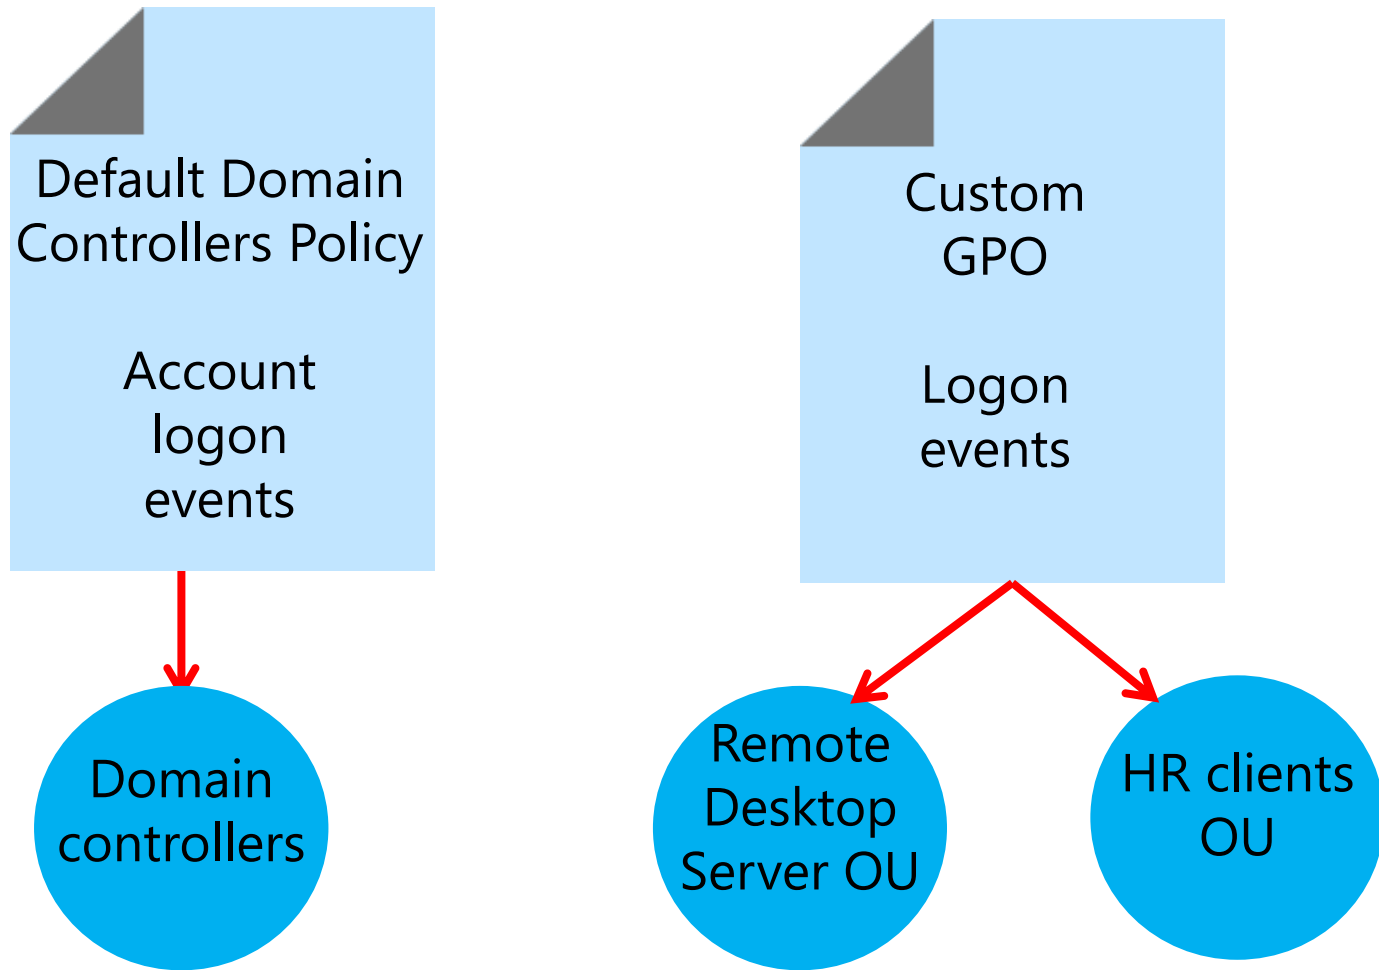 Default Domain
Controllers Policy
Account
logon
events
Custom
GPO
Logon
events
Domain
controllers
Remote
Desktop
Server OU
HR clients
OU